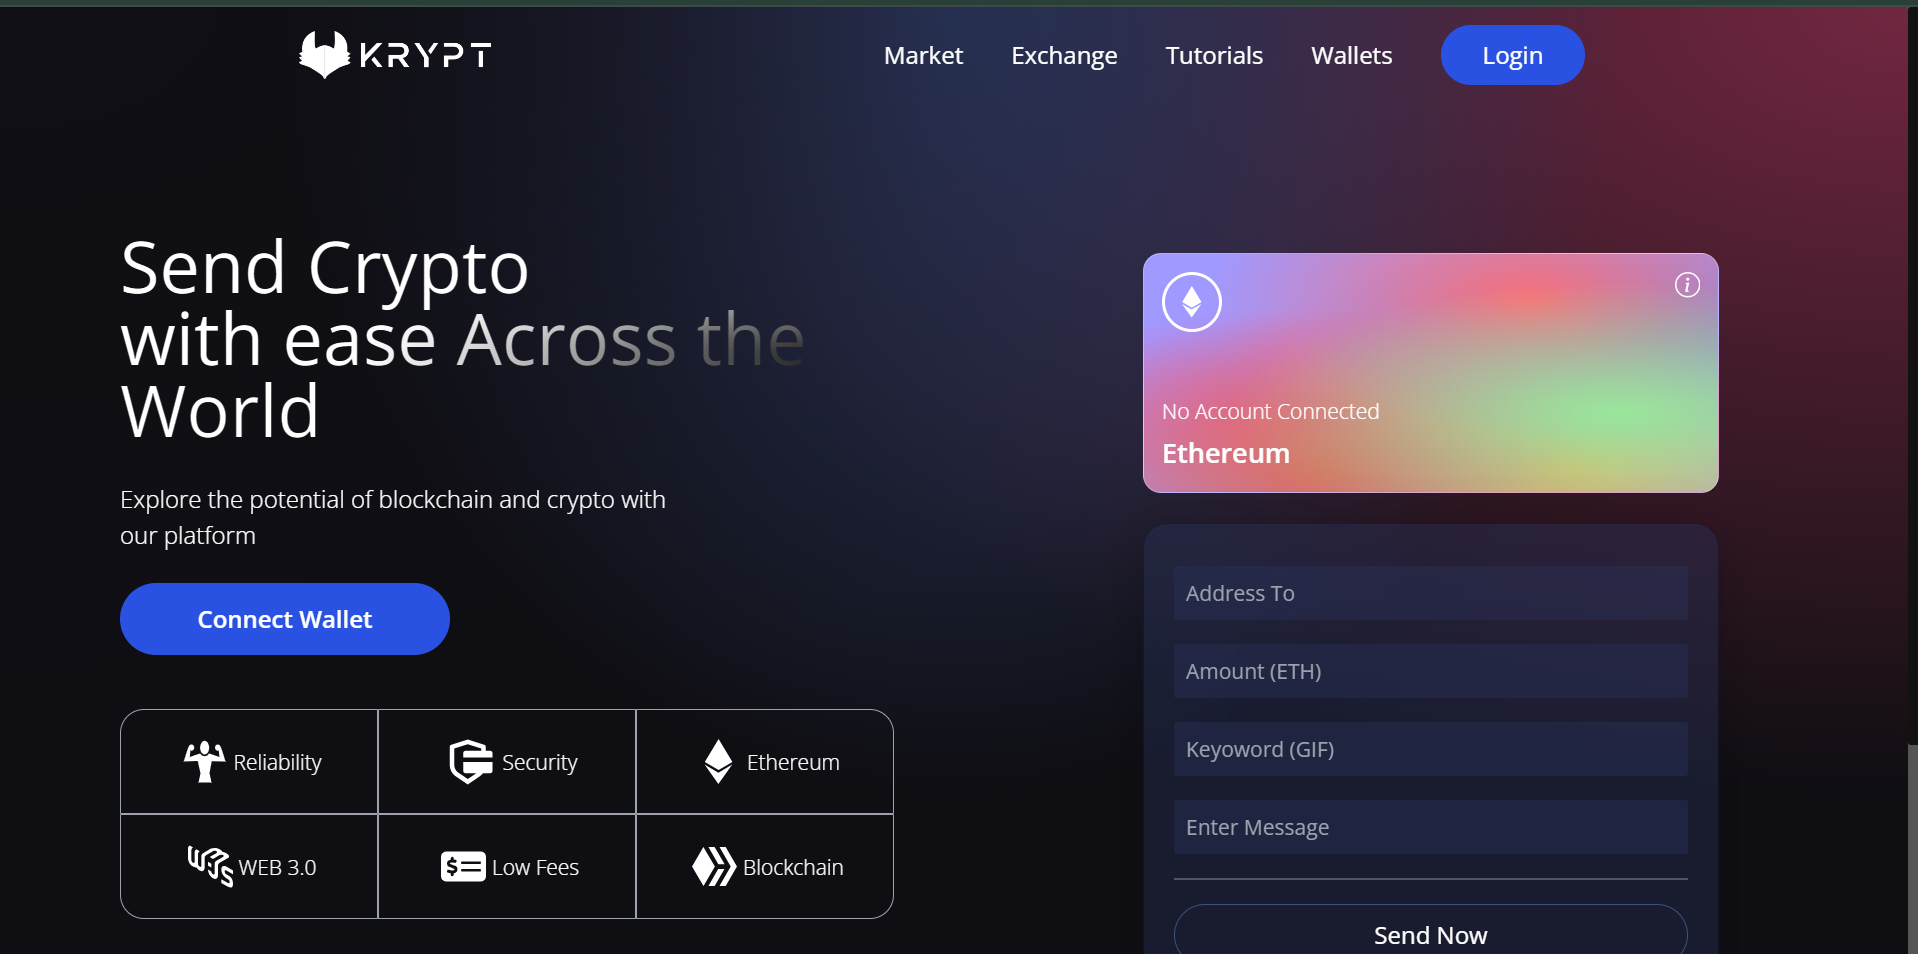 KRYPT
Market
Exchange
Tutorials
Wallets
Login
Send Crypto
with ease Across the
World
Explore the potential of blockchain and crypto with
our platform
Connect Wallet
Reliability
Security
Ethereum
WEB 3.0
Low Fees
Blockchain
No Account Connected
Ethereum
Address To
Amount (ETH)
Keyoword (GIF)
Enter Message
Send Now